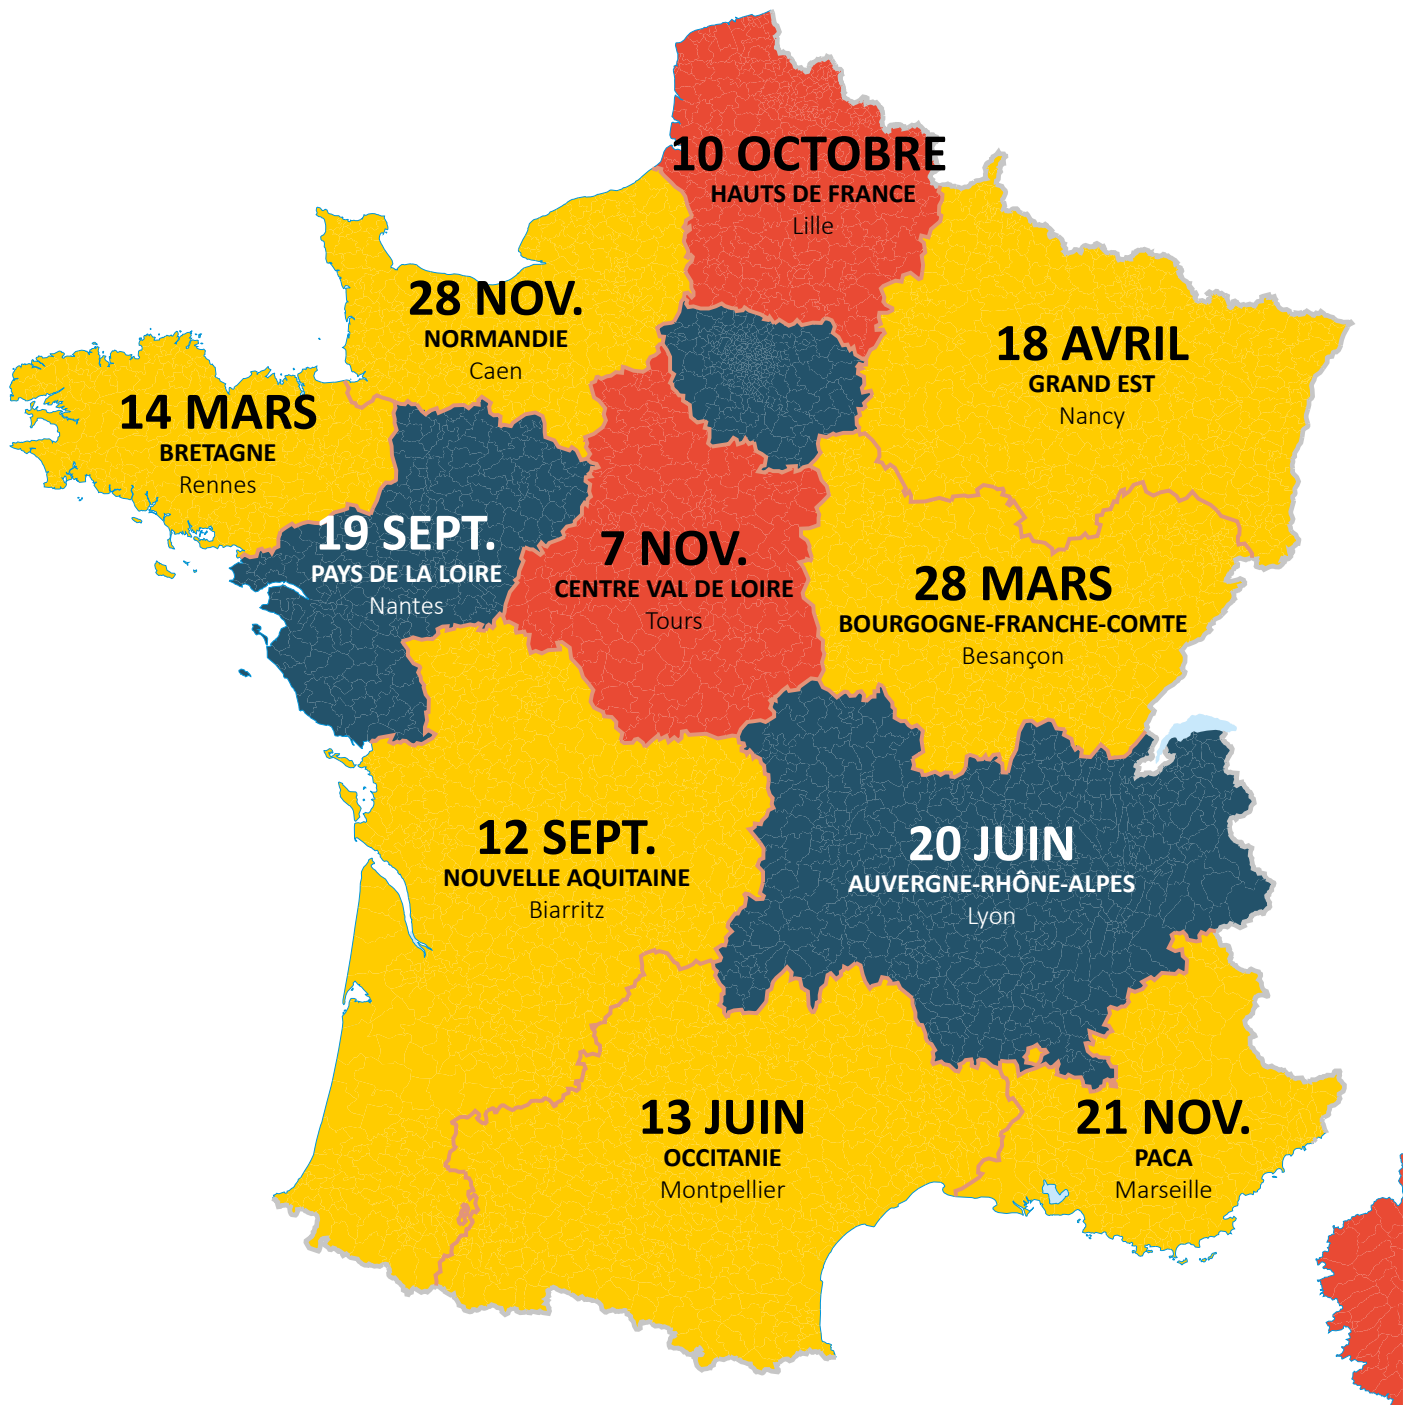 10 OCTOBRE
HAUTS DE FRANCE
Lille
28 NOV.
NORMANDIE
Caen
18 AVRIL
GRAND EST
Nancy
14 MARS
BRETAGNE
Rennes
19 SEPT.
PAYS DE LA LOIRE
Nantes
7 NOV.
CENTRE VAL DE LOIRE
Tours
28 MARS
BOURGOGNE-FRANCHE-COMTE
Besançon
12 SEPT.
NOUVELLE AQUITAINE
Biarritz
20 JUIN
AUVERGNE-RHÔNE-ALPES
Lyon
13 JUIN
OCCITANIE
Montpellier
21 NOV.
PACA
Marseille